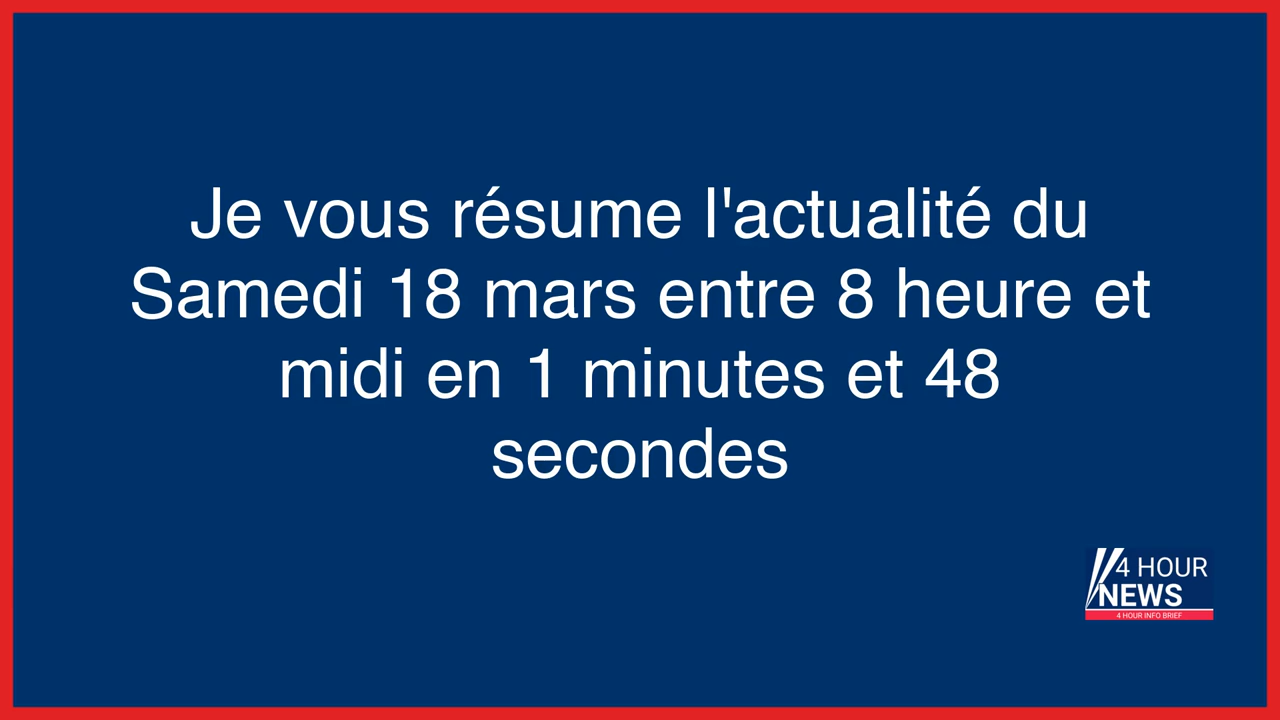 Je vous résume l'actualité du
Samedi 18 mars entre 8 heure et
midi en 1 minutes et 48
secondes
4 HOUR
NEWS
4 HOUR INFO BRIEF